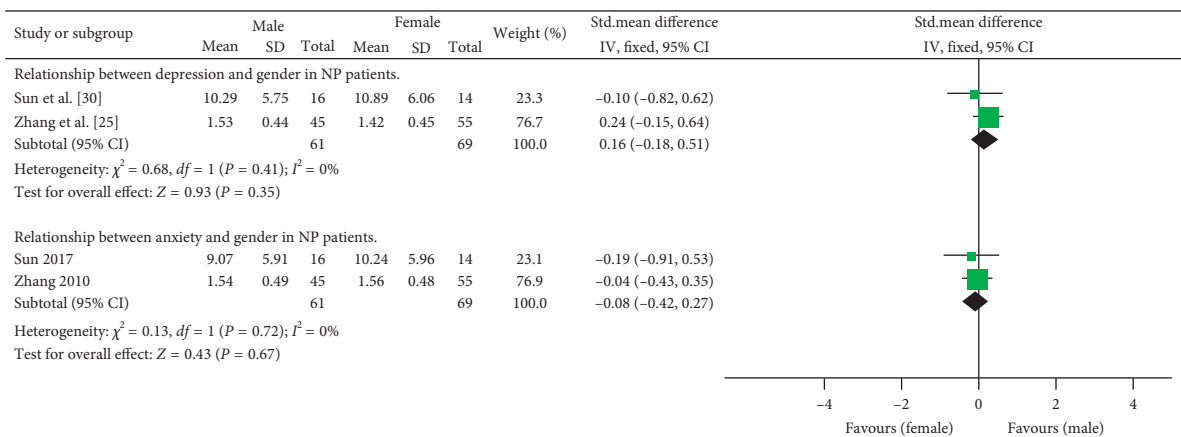 Study or subgroup Male Female Weight (%) Std.mean difference Std.mean difference
Mean SD Total Mean SD Total IV, fixed, 95% CI IV, fixed, 95% CI
Relationship between depression and gender in NP patients.
Sun et al. [30] 10.29 5.75 16 10.89 6.06 14 23.3 –0.10 (–0.82, 0.62)
Zhang et al. [25] 1.53 0.44 45 1.42 0.45 55 76.7 0.24 (–0.15, 0.64)
Subtotal (95% CI) 61 69 100.0 0.16 (–0.18, 0.51)
Heterogeneity: χ² = 0.68, df = 1 (P = 0.41); I² = 0%
Test for overall effect: Z = 0.93 (P = 0.35)
Relationship between anxiety and gender in NP patients.
Sun 2017 9.07 5.91 16 10.24 5.96 14 23.1 –0.19 (–0.91, 0.53)
Zhang 2010 1.54 0.49 45 1.56 0.48 55 76.9 –0.04 (–0.43, 0.35)
Subtotal (95% CI) 61 69 100.0 –0.08 (–0.42, 0.27)
Heterogeneity: χ² = 0.13, df = 1 (P = 0.72); I² = 0%
Test for overall effect: Z = 0.43 (P = 0.67)
–4 –2 0 2 4
Favours (female) Favours (male)